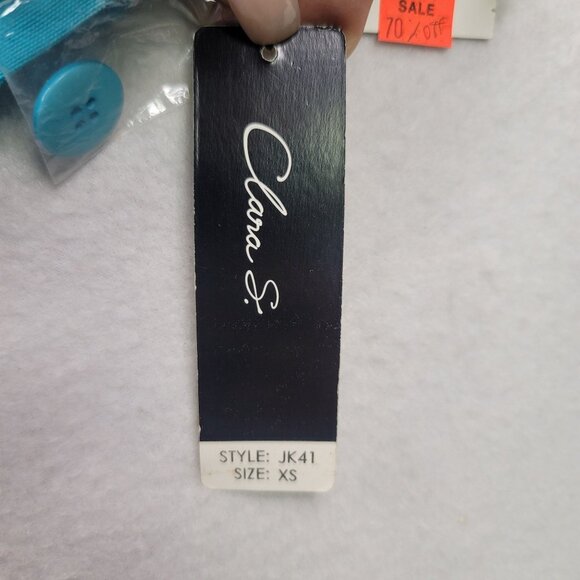 SALE
70% OFF
Clara S.
STYLE: JK41
SIZE: XS